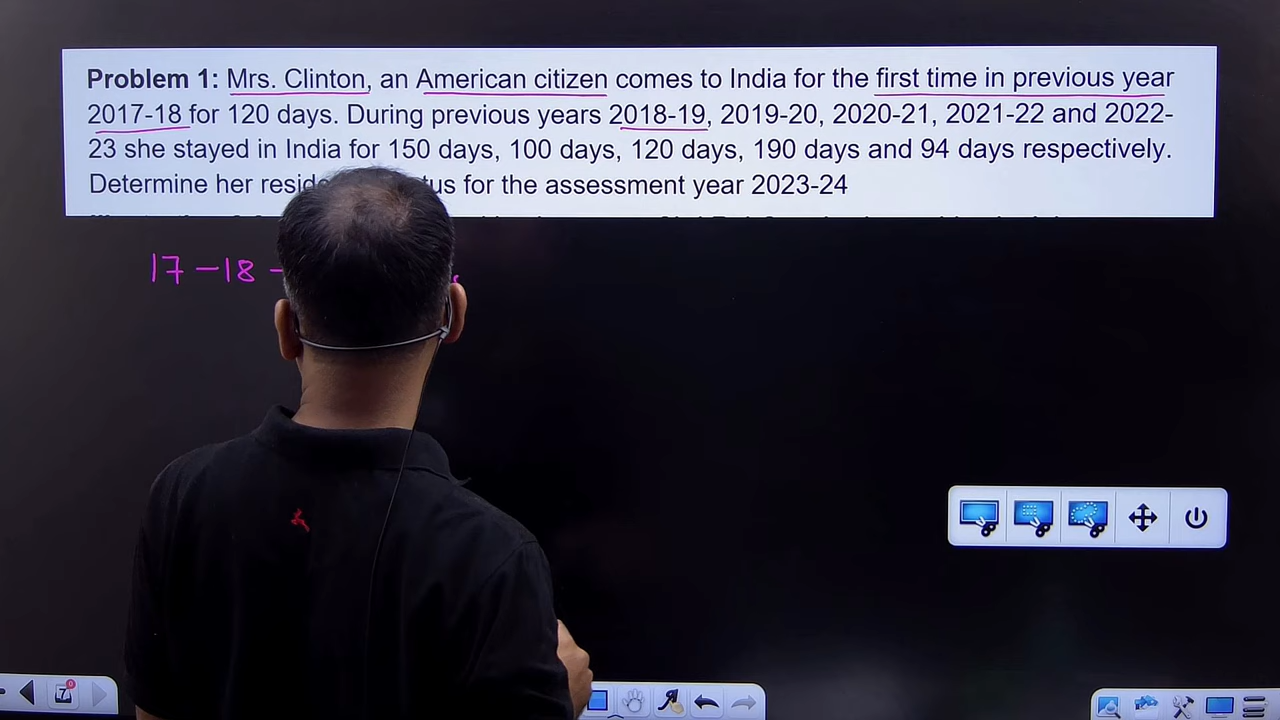 Problem 1: Mrs. Clinton, an American citizen comes to India for the first time in previous year
2017-18 for 120 days. During previous years 2018-19, 2019-20, 2020-21, 2021-22 and 2022-
23 she stayed in India for 150 days, 100 days, 120 days, 190 days and 94 days respectively.
Determine her for the assessment year 2023-24
17-18 -